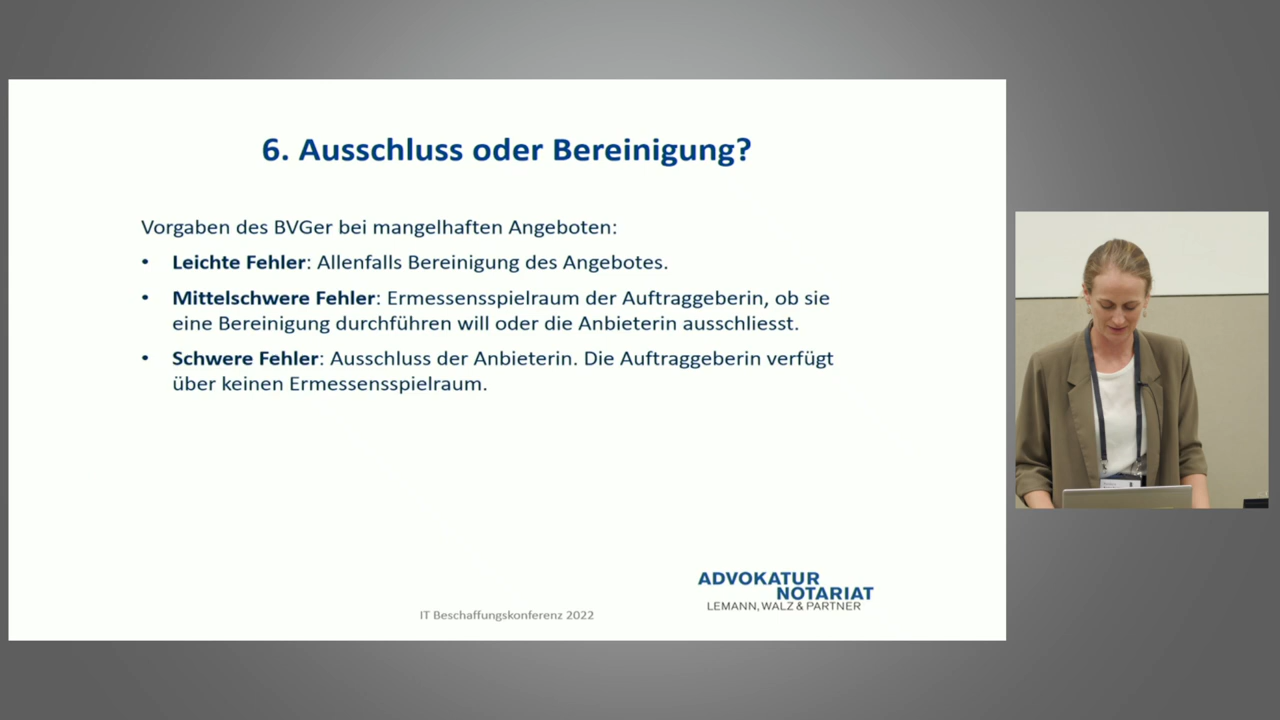 6. Ausschluss oder Bereinigung?
Vorgaben des BVGer bei mangelhaften Angeboten:
• Leichte Fehler: Allenfalls Bereinigung des Angebotes.
• Mittelschwere Fehler: Ermessensspielraum der Auftraggeberin, ob sie
eine Bereinigung durchführen will oder die Anbieterin ausschliesst.
• Schwere Fehler: Ausschluss der Anbieterin. Die Auftraggeberin verfügt
über keinen Ermessensspielraum.
IT Beschaffungskonferenz 2022
ADVOKATUR
NOTARIAT
LEMANN, WALZ & PARTNER